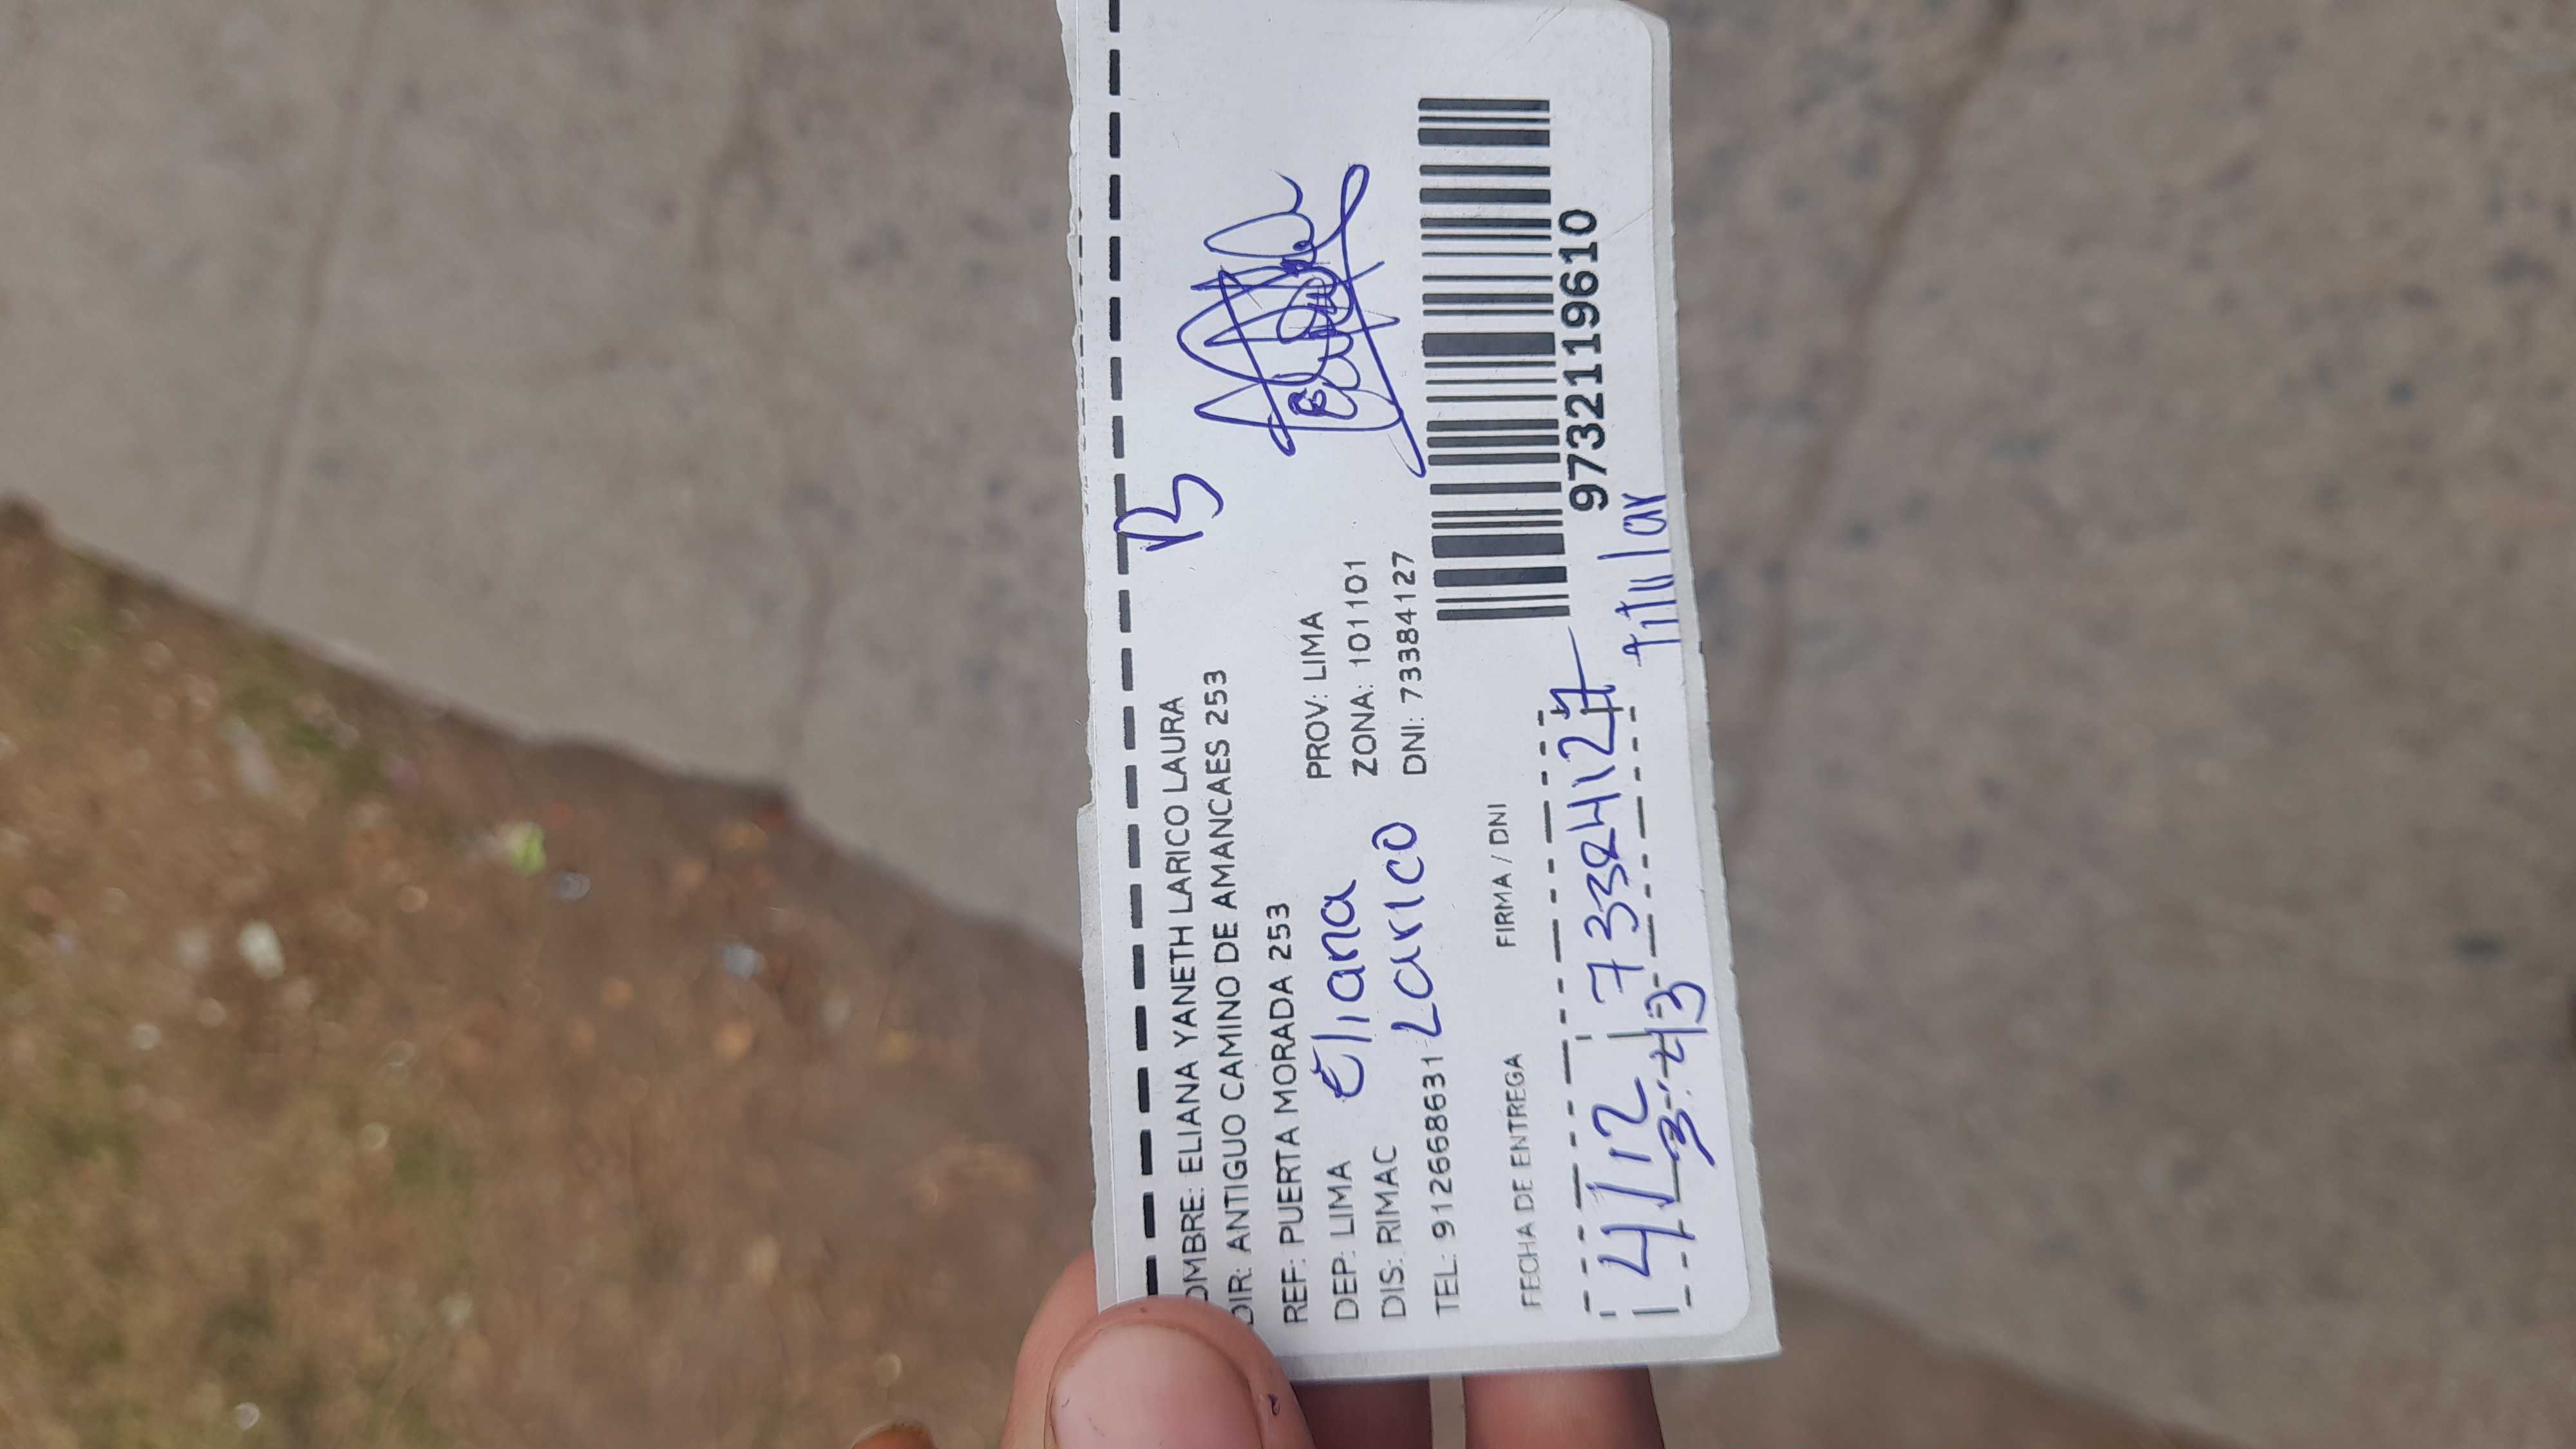 B
OMBRE: ELIANA YANETH LARICO LAURA
DIR: ANTIGUO CAMINO DE AMANCAES 253
REF: PUERTA MORADA 253
DEP: LIMA PROV: LIMA
Eliana
DIS: RIMAC ZONA: 101101
Larico
TEL: 912668631 DNI: 73384127
FECHA DE ENTREGA FIRMA / DNI
4/12 73384127
3:43
97321119610
titular